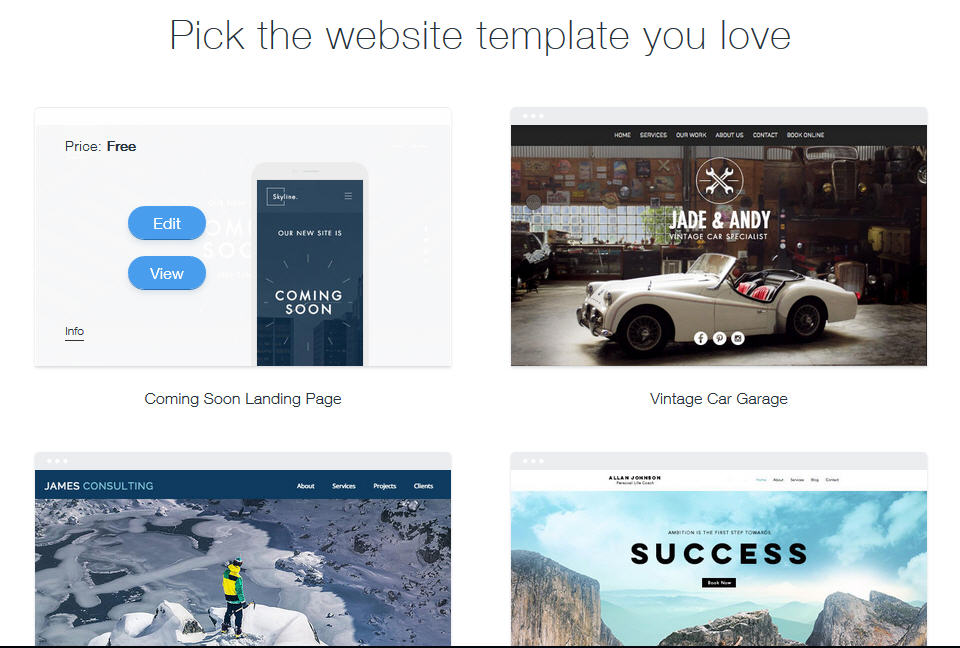 Pick the website template you love
Price: Free
Edit
View
Info
Skyline.
OUR NEW SITE IS
COMING
SOON
Coming Soon Landing Page
HOME SERVICES OUR WORK ABOUT US CONTACT BOOK ONLINE
JADE & ANDY
VINTAGE CAR SPECIALIST
Vintage Car Garage
JAMES CONSULTING
About Services Projects Clients
ALLAN JOHNSON
Personal Life Coach
Home About Services Blog Contact
AMBITION IS THE FIRST STEP TOWARDS
SUCCESS
Book Now